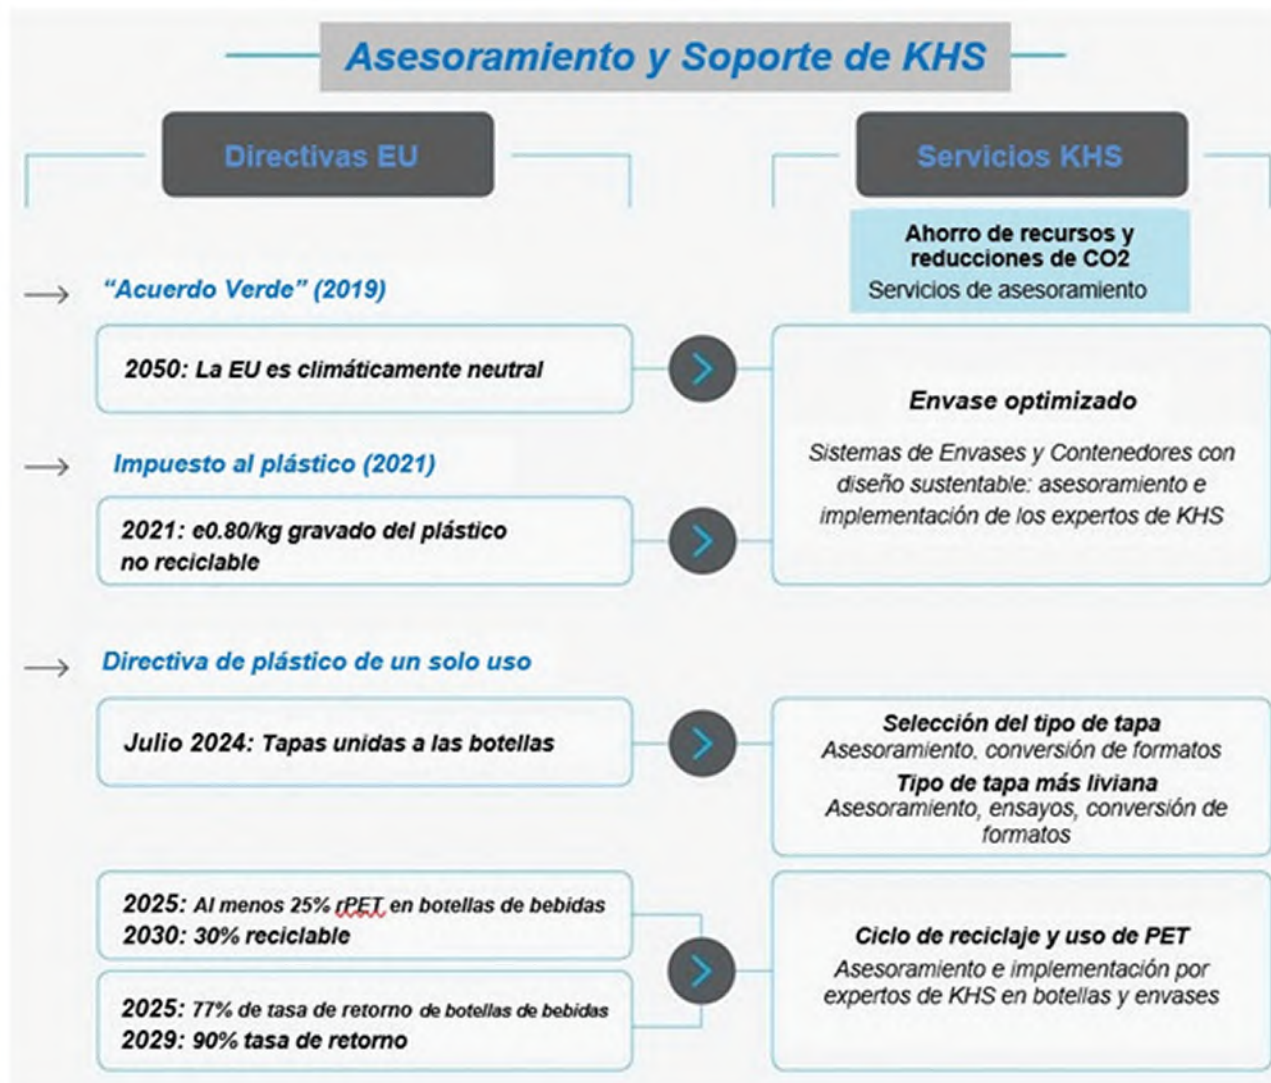 Asesoramiento y Soporte de KHS
Directivas EU
Servicios KHS
Ahorro de recursos y
reducciones de CO2
Servicios de asesoramiento
“Acuerdo Verde” (2019)
2050: La EU es climáticamente neutral
Impuesto al plástico (2021)
2021: e0.80/kg gravado del plástico
no reciclable
Envase optimizado
Sistemas de Envases y Contenedores con
diseño sustentable: asesoramiento e
implementación de los expertos de KHS
Directiva de plástico de un solo uso
Julio 2024: Tapas unidas a las botellas
Selección del tipo de tapa
Asesoramiento, conversión de formatos
Tipo de tapa más liviana
Asesoramiento, ensayos, conversión de
formatos
2025: Al menos 25% rPET en botellas de bebidas
2030: 30% reciclable
2025: 77% de tasa de retorno de botellas de bebidas
2029: 90% tasa de retorno
Ciclo de reciclaje y uso de PET
Asesoramiento e implementación por
expertos de KHS en botellas y envases